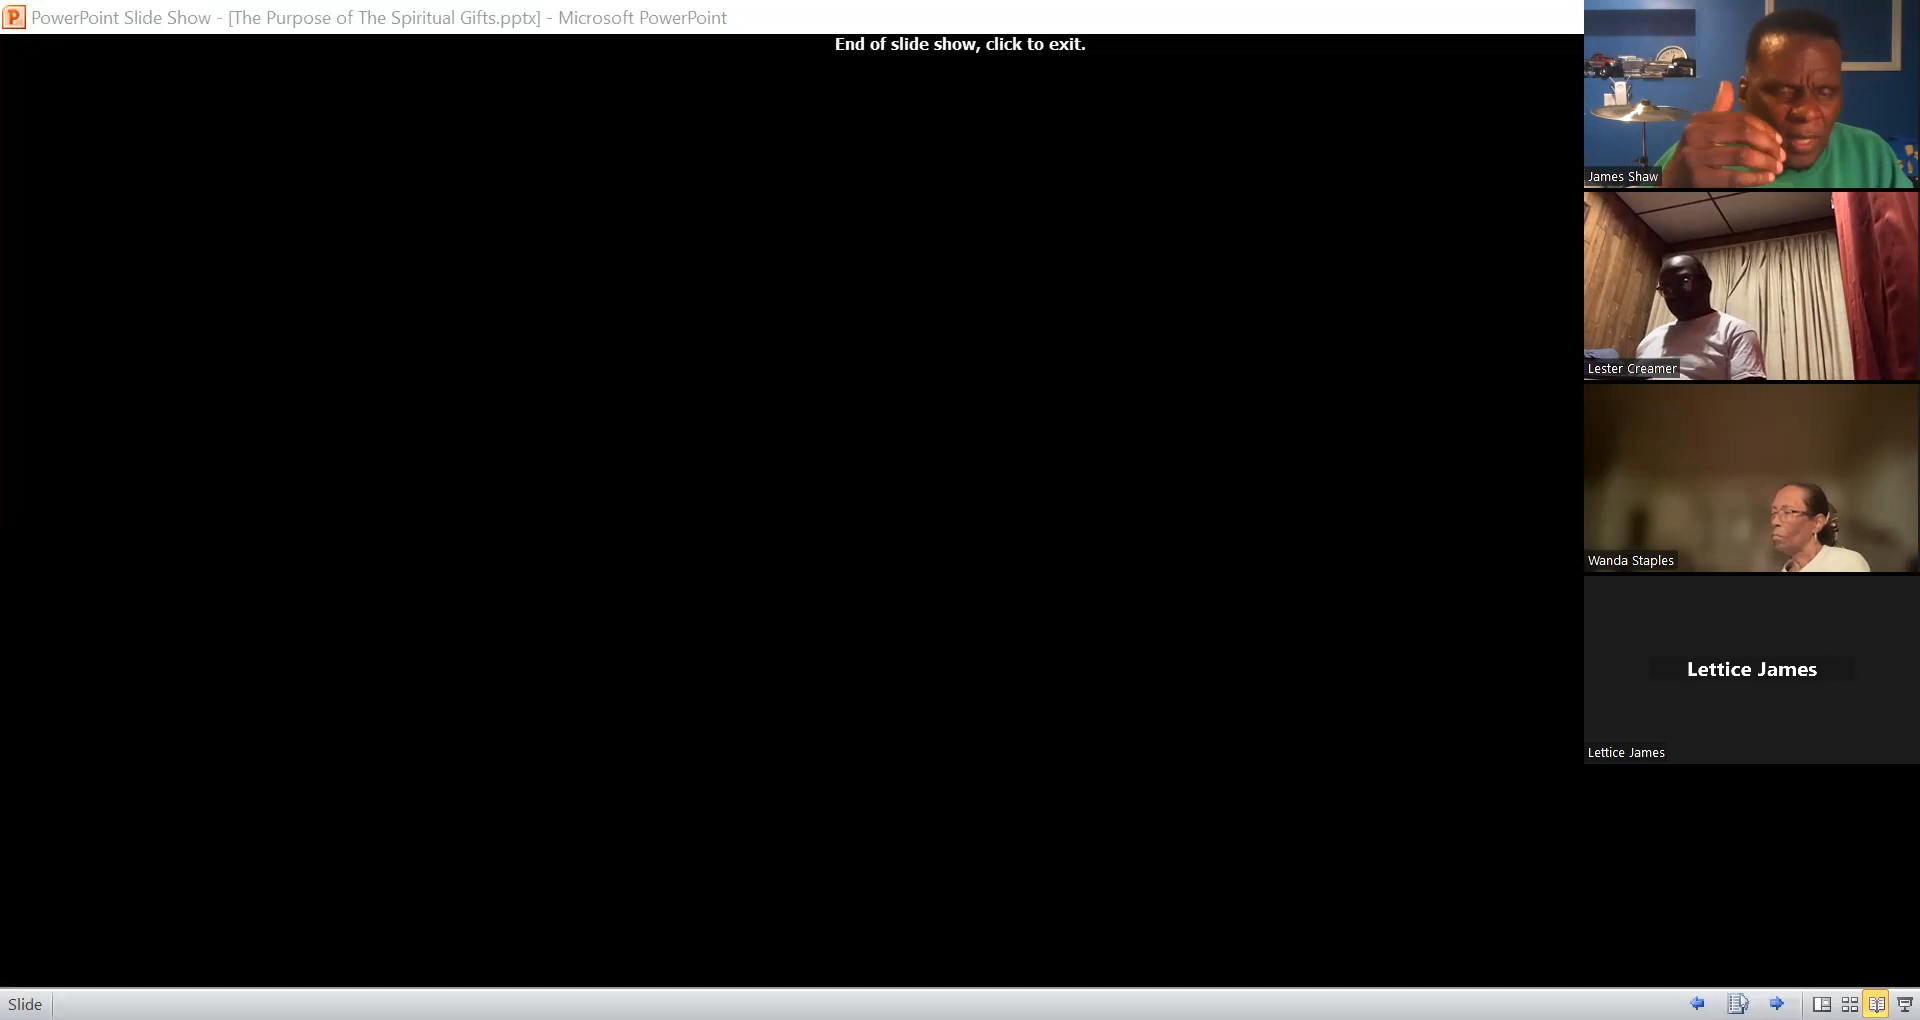 PowerPoint Slide Show - [The Purpose of The Spiritual Gifts.pptx] - Microsoft PowerPoint
End of slide show, click to exit.
James Shaw
Lester Creamer
Wanda Staples
Lettice James
Lettice James
Slide